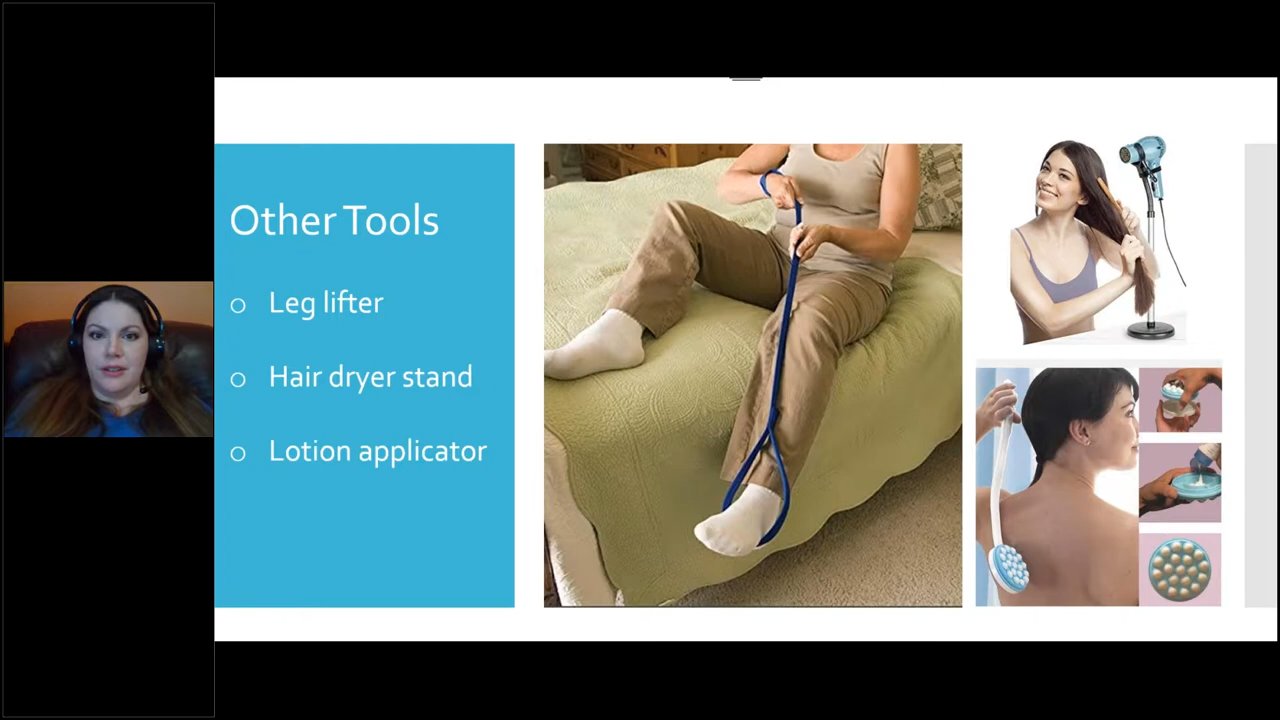 Other Tools
Leg lifter
Hair dryer stand
Lotion applicator